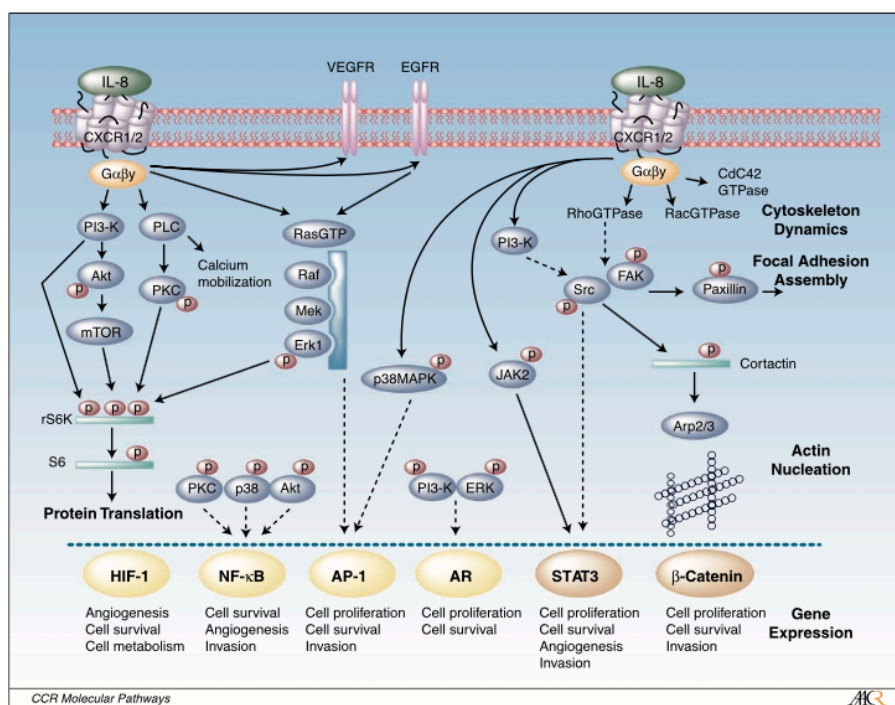 VEGFR EGFR
IL-8
CXCR1/2
Gαβγ
PI3-K
PLC
Akt
p
Calcium
mobilization
PKC
p
mTOR
RasGTP
Raf
Mek
Erk1
p
rS6K
p p p
S6
p
Protein Translation
IL-8
CXCR1/2
Gαβγ
CdC42
GTPase
RhoGTPase
RacGTPase
Cytoskeleton
Dynamics
PI3-K
p
FAK
Src
p
p
Paxillin
Focal Adhesion
Assembly
p38MAPK
p
JAK2
p
p
Cortactin
Arp2/3
Actin
Nucleation
p p p
PKC p38 Akt
p p
PI3-K ERK
HIF-1
Angiogenesis
Cell survival
Cell metabolism
NF-κB
Cell survival
Angiogenesis
Invasion
AP-1
Cell proliferation
Cell survival
Invasion
AR
Cell proliferation
Cell survival
STAT3
Cell proliferation
Cell survival
Angiogenesis
Invasion
β-Catenin
Cell proliferation
Cell survival
Invasion
Gene
Expression
CCR Molecular Pathways
AACR